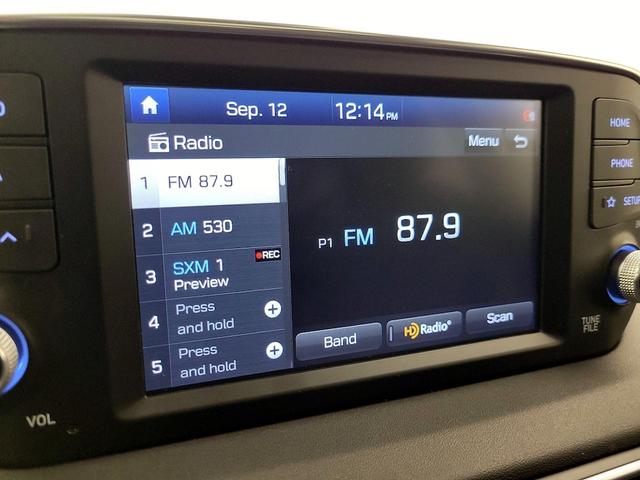 Sep. 12
12:14 PM
Radio
Menu
1 FM 87.9
2 AM 530
3 SXM 1
REC
Preview
4 Press
and hold
5 Press
and hold
P1 FM 87.9
Band
HD Radio®
Scan
HOME
PHONE
SETUP
TUNE
FILE
VOL